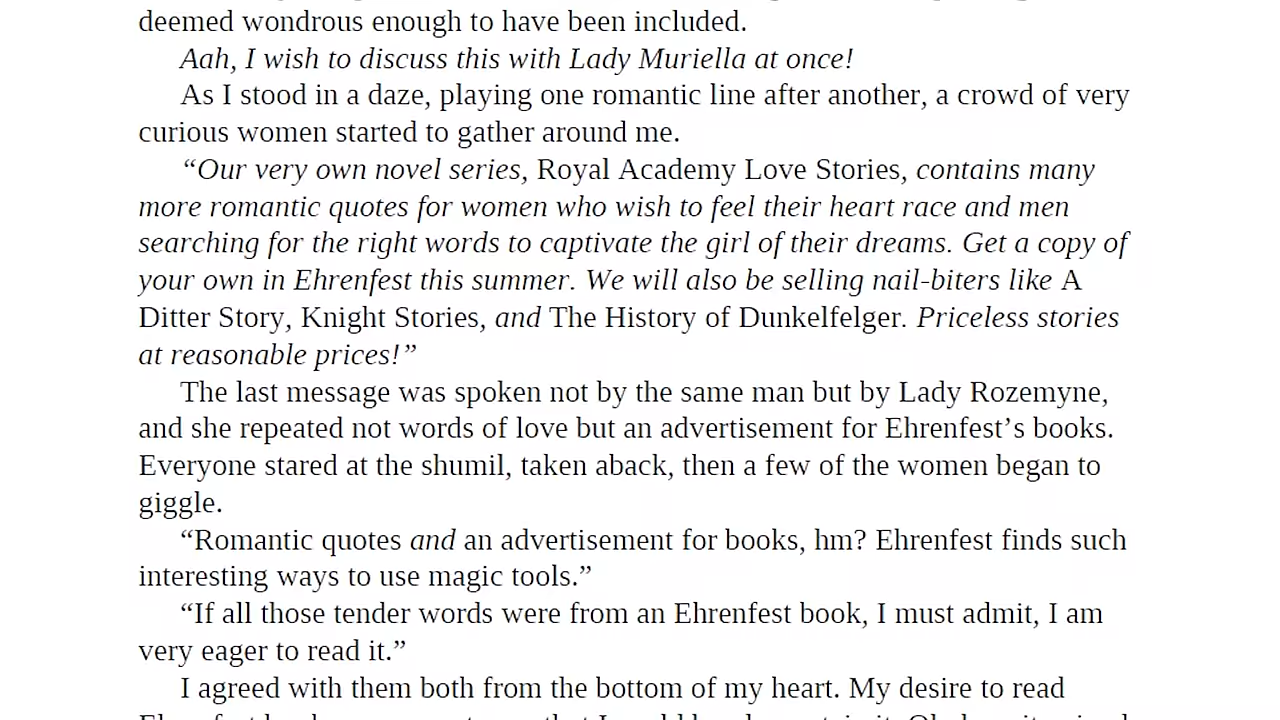 deemed wondrous enough to have been included.
Aah, I wish to discuss this with Lady Muriella at once!
As I stood in a daze, playing one romantic line after another, a crowd of very
curious women started to gather around me.
“Our very own novel series, Royal Academy Love Stories, contains many
more romantic quotes for women who wish to feel their heart race and men
searching for the right words to captivate the girl of their dreams. Get a copy of
your own in Ehrenfest this summer. We will also be selling nail-biters like A
Ditter Story, Knight Stories, and The History of Dunkelfelger. Priceless stories
at reasonable prices!”
The last message was spoken not by the same man but by Lady Rozemyne,
and she repeated not words of love but an advertisement for Ehrenfest’s books.
Everyone stared at the shumil, taken aback, then a few of the women began to
giggle.
“Romantic quotes and an advertisement for books, hm? Ehrenfest finds such
interesting ways to use magic tools.”
“If all those tender words were from an Ehrenfest book, I must admit, I am
very eager to read it.”
I agreed with them both from the bottom of my heart. My desire to read